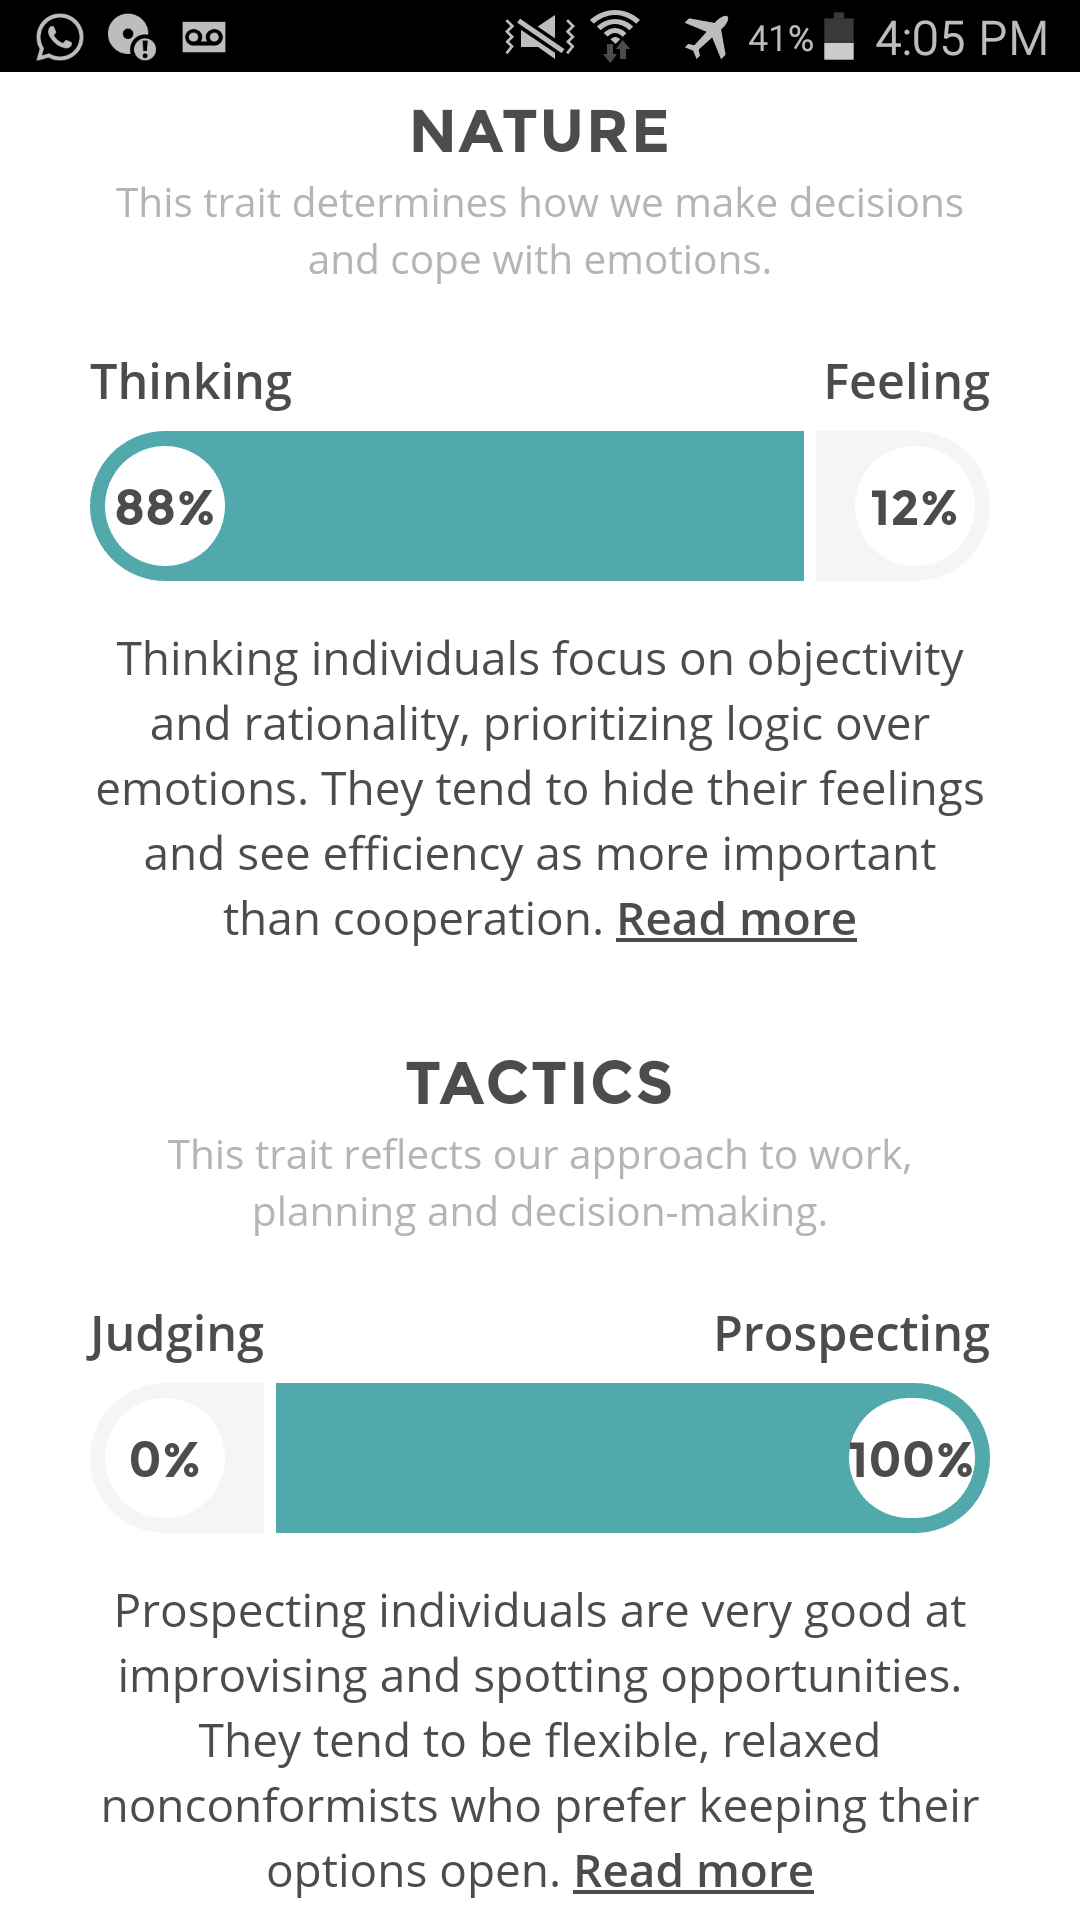 41% 4:05 PM
NATURE
This trait determines how we make decisions
and cope with emotions.
Thinking Feeling
88% 12%
Thinking individuals focus on objectivity
and rationality, prioritizing logic over
emotions. They tend to hide their feelings
and see efficiency as more important
than cooperation. Read more
TACTICS
This trait reflects our approach to work,
planning and decision-making.
Judging Prospecting
0% 100%
Prospecting individuals are very good at
improvising and spotting opportunities.
They tend to be flexible, relaxed
nonconformists who prefer keeping their
options open. Read more